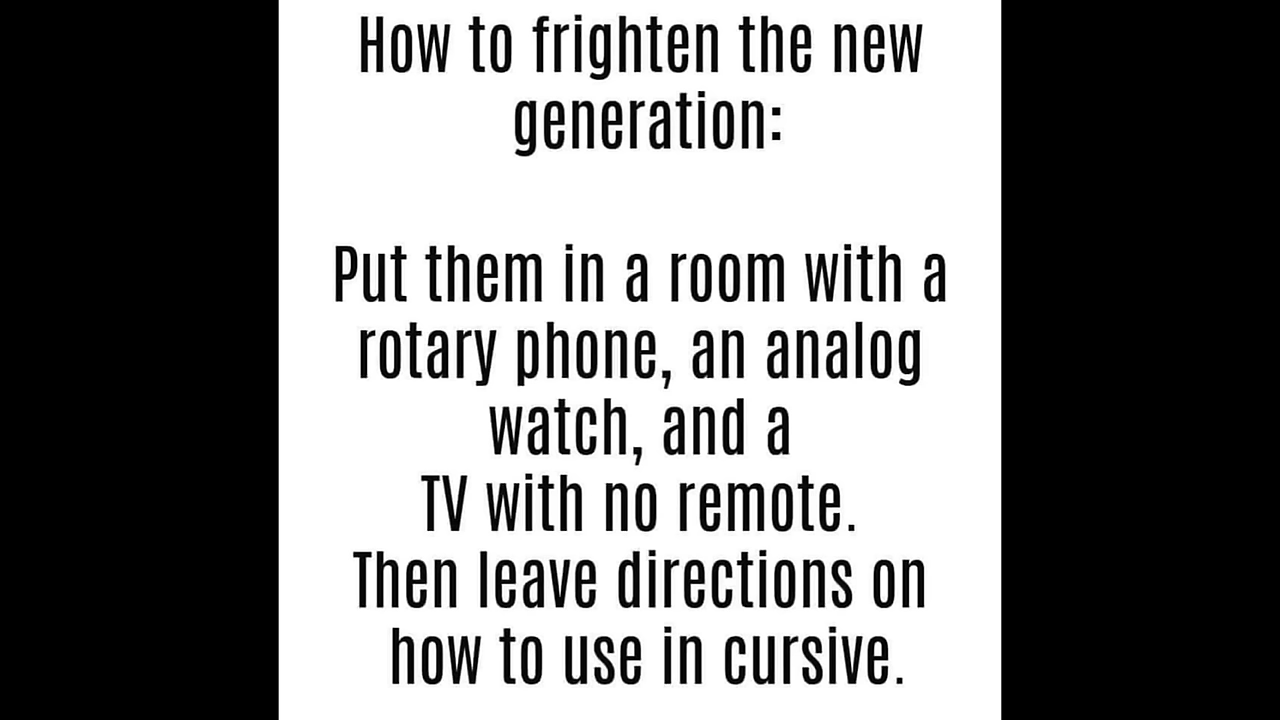 How to frighten the new
generation:
Put them in a room with a
rotary phone, an analog
watch, and a
TV with no remote.
Then leave directions on
how to use in cursive.